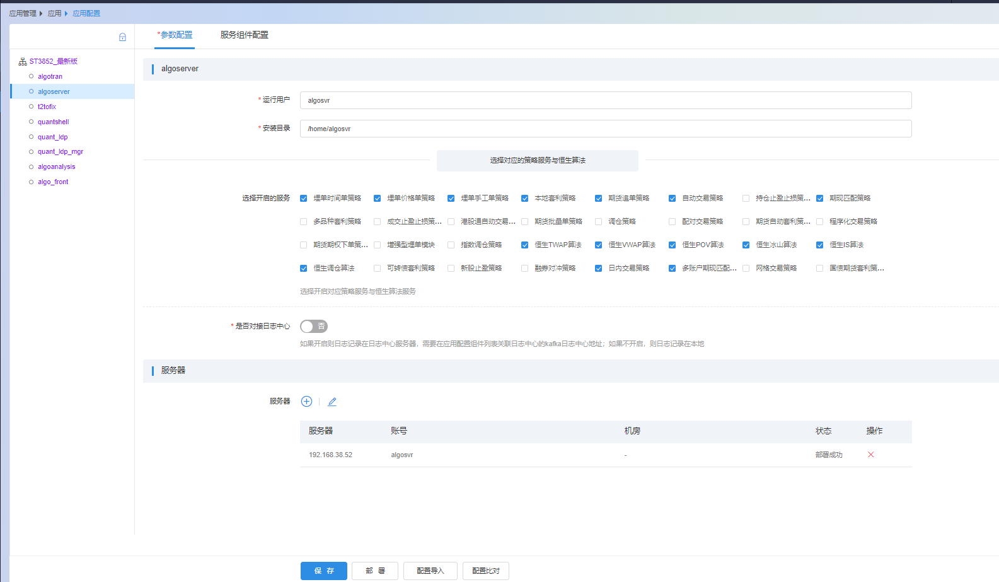 应用管理 应用 应用配置
*参数配置 服务组件配置
ST3852_最新版
algotran
algoserver
t2tofix
quantshell
quant_ldp
quant_ldp_mgr
algoanalysis
algo_front
algoserver
* 运行用户 algosvr
* 安装目录 /home/algosvr
选择对应的策略服务与恒生算法
选择开启的服务 埋单时间单策略 埋单价格单策略 埋单手工单策略 本地套利策略 期货追单策略 自动交易策略 持仓止盈止损策... 期现匹配策略
多品种套利策略 成交止盈止损策... 港股通自动交易... 期货批量单策略 调仓策略 配对交易策略 期货自动套利策... 程序化交易策略
期货期权下单策... 增强型埋单模块 指数调仓策略 恒生TWAP算法 恒生VWAP算法 恒生POV算法 恒生冰山算法 恒生IS算法
恒生调仓算法 可转债套利策略 新股止盈策略 融券对冲策略 日内交易策略 多账户期现匹配... 网格交易策略 国债期货套利策...
选择开启对应策略服务与恒生算法服务
* 是否对接日志中心 否
如果开启则日志记录在日志中心服务器，需要在应用配置组件列表关联日志中心的kafka日志中心地址；如果不开启，则日志记录在本地
服务器
服务器
服务器 账号 机房 状态 操作
192.168.38.52 algosvr - 部署成功
保 存 部 署 配置导入 配置比对